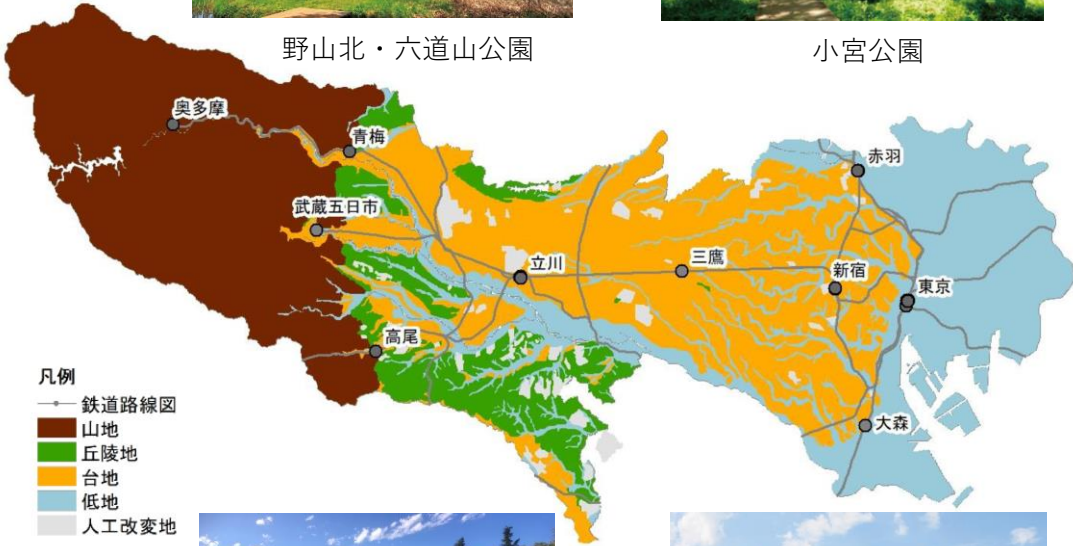 野山北・六道山公園
小宮公園
奥多摩
青梅
赤羽
武蔵五日市
立川
三鷹
新宿
東京
高尾
大森
凡例
鉄道路線図
山地
丘陵地
台地
低地
人工改変地